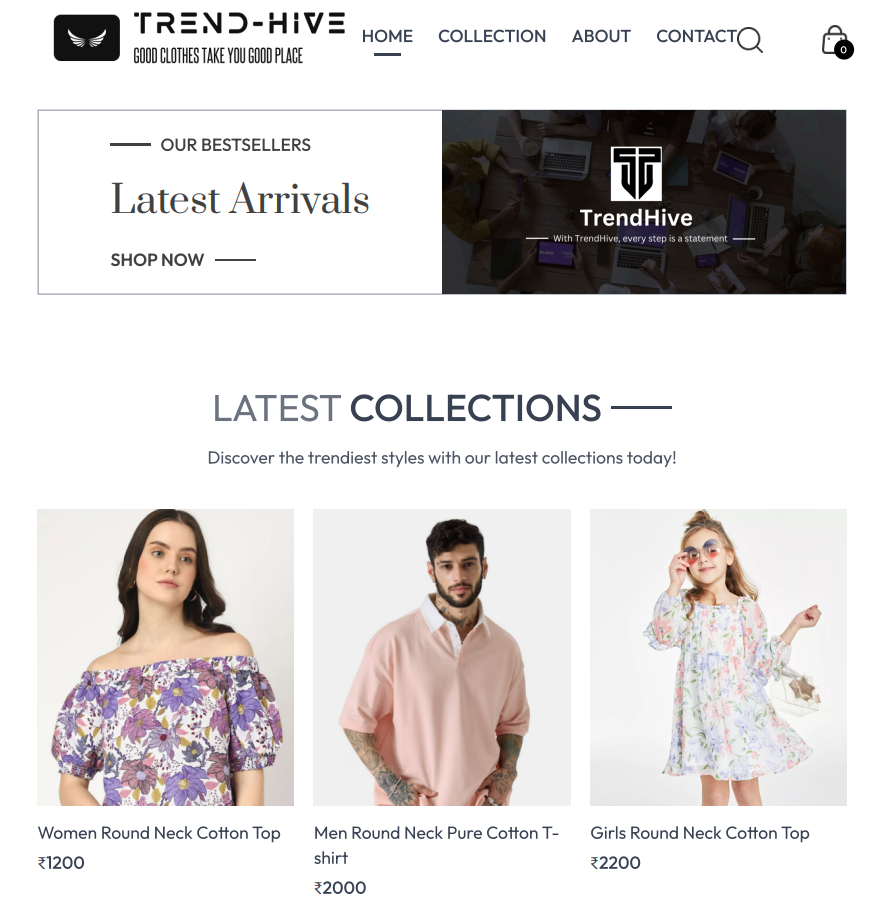 TREND-HIVE
GOOD CLOTHES TAKE YOU GOOD PLACE
HOME COLLECTION ABOUT CONTACT
0
OUR BESTSELLERS
Latest Arrivals
SHOP NOW
TrendHive
With TrendHive, every step is a statement
LATEST COLLECTIONS
Discover the trendiest styles with our latest collections today!
Women Round Neck Cotton Top
₹1200
Men Round Neck Pure Cotton T-
shirt
₹2000
Girls Round Neck Cotton Top
₹2200